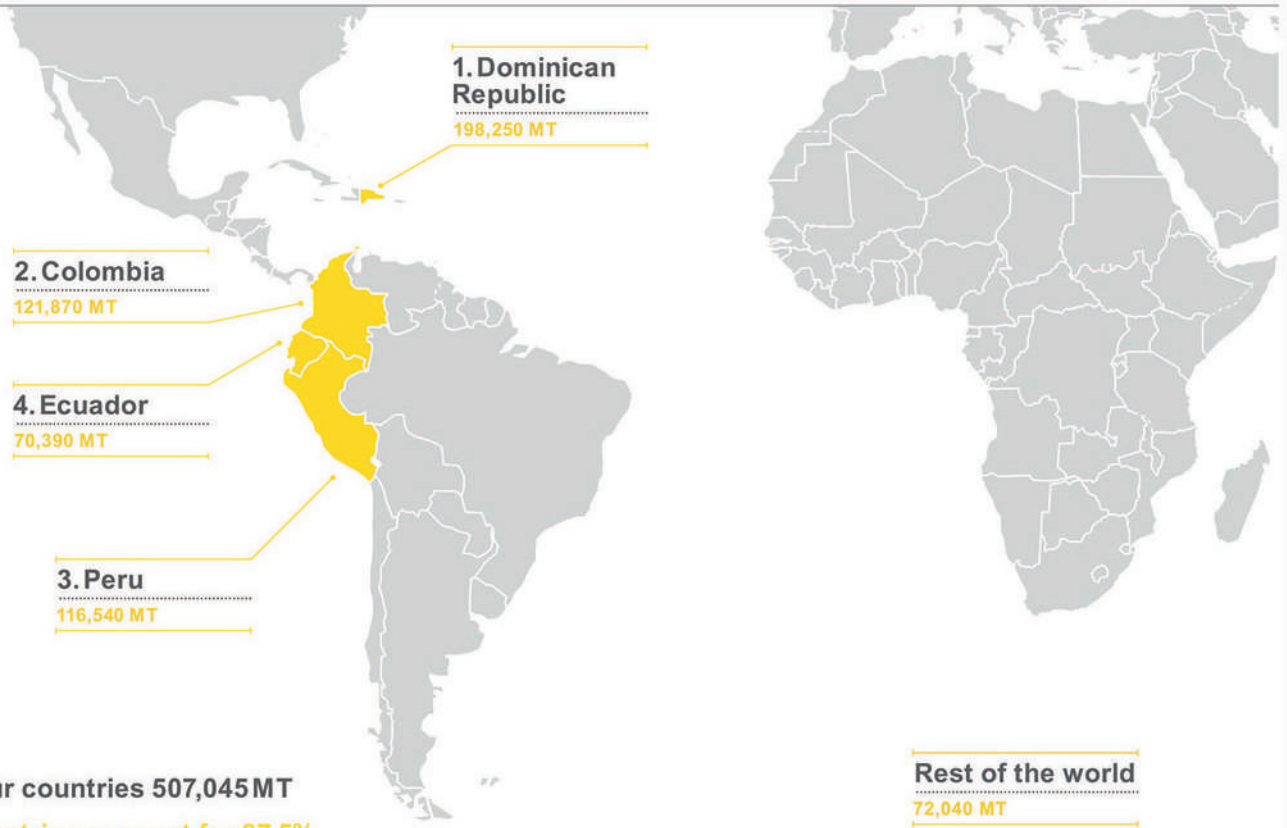 1. Dominican
Republic
198,250 MT
2. Colombia
121,870 MT
4. Ecuador
70,390 MT
3. Peru
116,540 MT
countries 507,045 MT
Rest of the world
72,040 MT